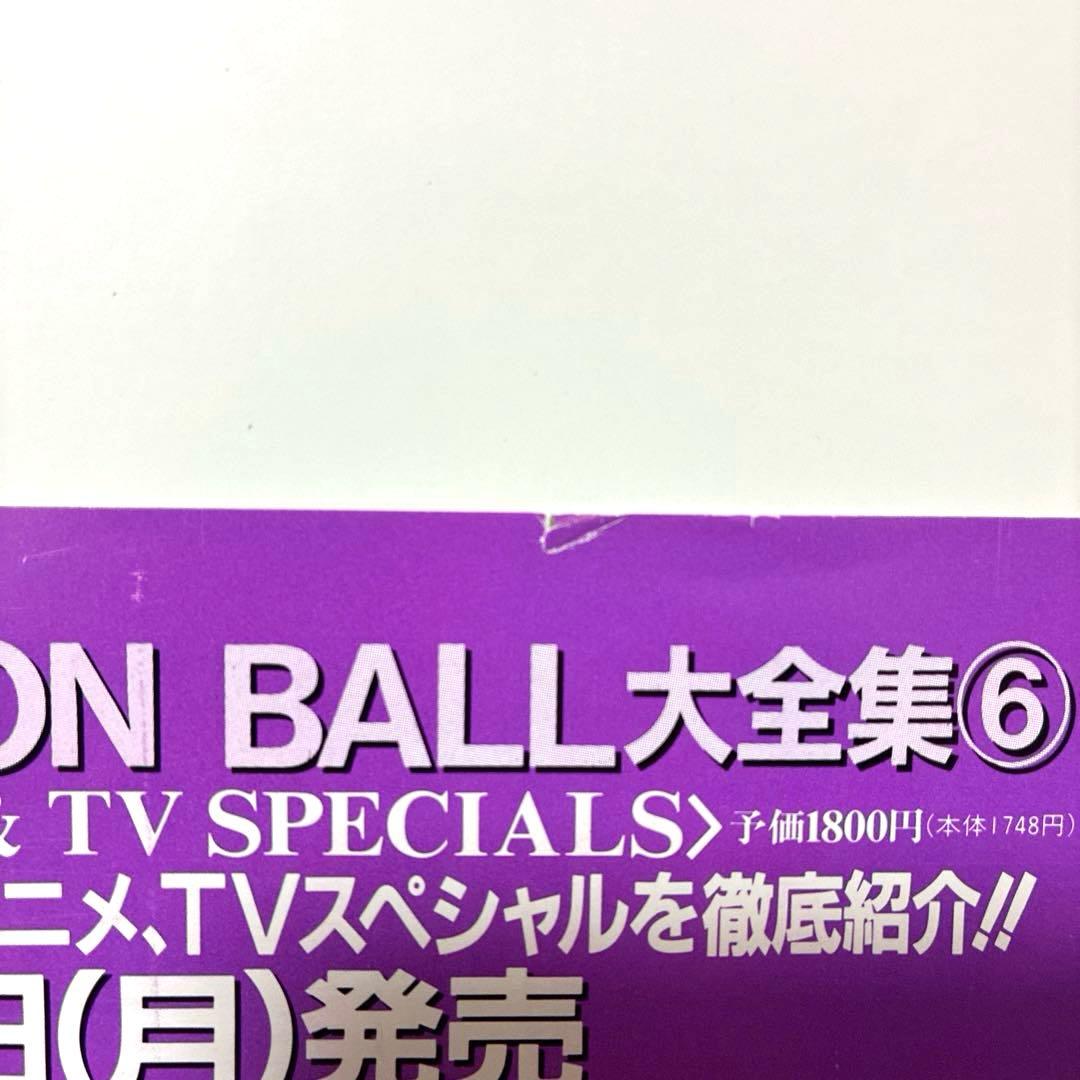 ON BALL大全集⑥
& TV SPECIALS〉予価1800円(本体1748円)
ニメ、TVスペシャルを徹底紹介!!
日(月)発売